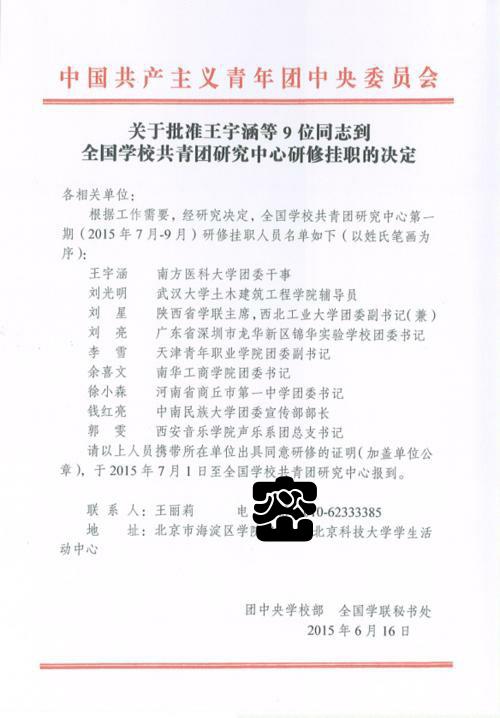 中国共产主义青年团中央委员会
关于批准王宇涵等9位同志到
全国学校共青团研究中心研修挂职的决定
各相关单位：
根据工作需要，经研究决定，全国学校共青团研究中心第一
期（2015年7月-9月）研修挂职人员名单如下（以姓氏笔画为
序）：
王宇涵 南方医科大学团委干事
刘光明 武汉大学土木建筑工程学院辅导员
刘 星 陕西省学联主席，西北工业大学团委副书记（兼）
刘 亮 广东省深圳市龙华新区锦华实验学校团委书记
李 雪 天津青年职业学院团委副书记
余喜文 南华工商学院团委书记
徐小森 河南省商丘市第一中学团委书记
钱红亮 中南民族大学团委宣传部部长
郭 雯 西安音乐学院声乐系团总支书记
请以上人员携带所在单位出具同意研修的证明（加盖单位公
章），于2015年7月1日至全国学校共青团研究中心报到。
联 系 人：王丽莉 电 0-62333385
地 址：北京市海淀区学院 北京科技大学学生活
动中心
团中央学校部 全国学联秘书处
2015年6月16日